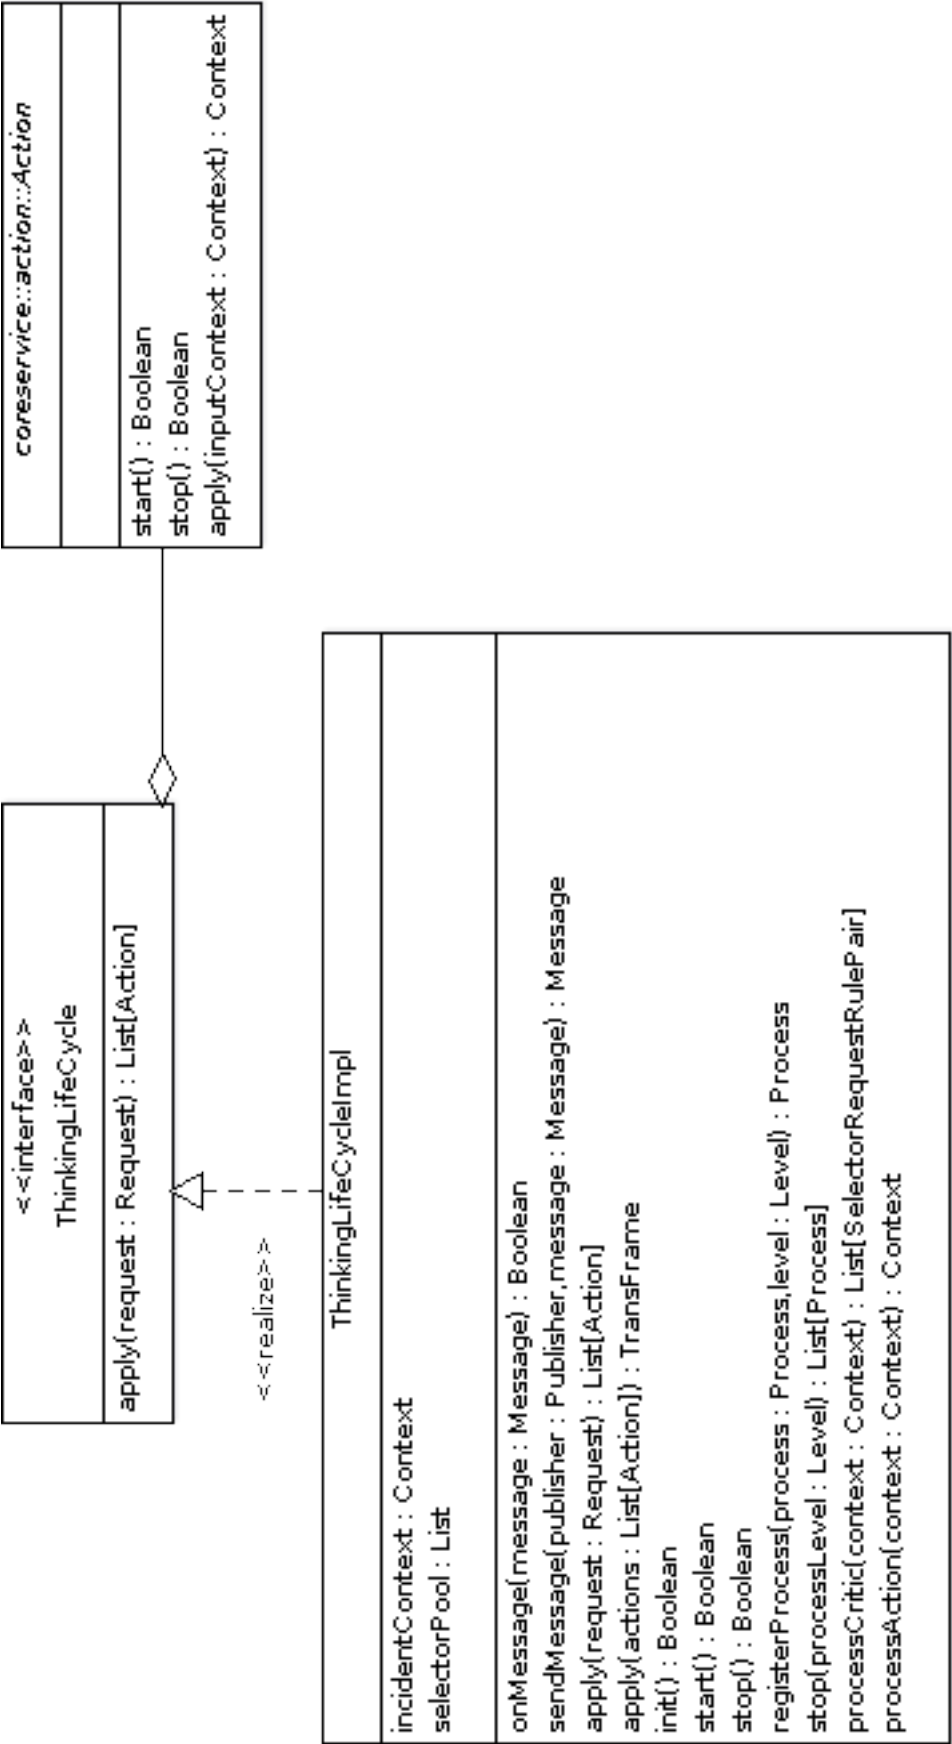 <<interface>>
ThinkingLifeCycle
apply(request : Request) : List[Action]
coreservice::action::Action
start() : Boolean
stop() : Boolean
apply(inputContext : Context) : Context
<<realize>>
ThinkingLifeCycleImpl
incidentContext : Context
selectorPool : List
onMessage(message : Message) : Boolean
sendMessage(publisher : Publisher,message : Message) : Message
apply(request : Request) : List[Action]
apply(actions : List[Action]) : TransFrame
init() : Boolean
start() : Boolean
stop() : Boolean
registerProcess(process : Process,level : Level) : Process
stop(processLevel : Level) : List[Process]
processCritic(context : Context) : List[SelectorRequestRulePair]
processAction(context : Context) : Context